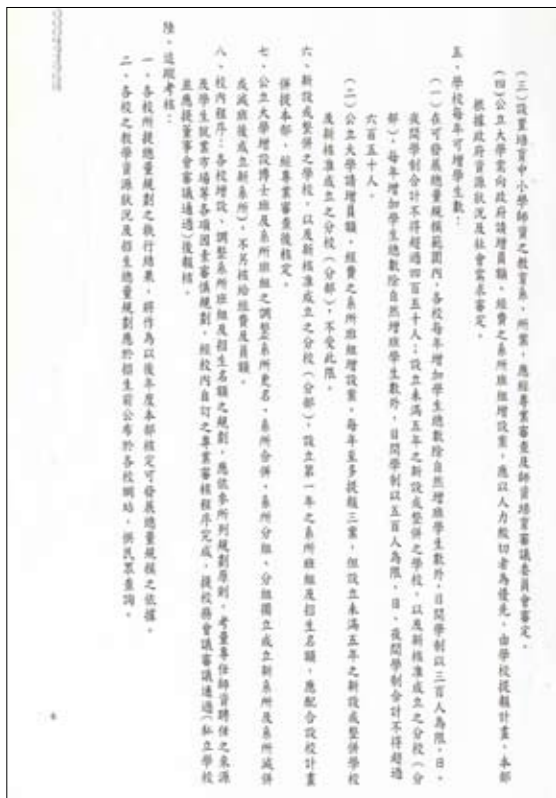 (三)設置培育中小學師資之教育系、所案,應經專業審查及師資培育審議委員會審定。
(四)公立大學案向政府請增員額、經費之系所班組增設案,應以人力殷切者為優先,由學校提報計畫,本部
根據政府資源狀況及社會需求審定。
五、學校每年可增學生數:
(一)在可發展總量規模範圍內,各校每年增加學生總數除自然增班學生數外,日間學制以三百人為限,日、
夜間學制合計不得超過四百五十人;設立未滿五年之新設或整併之學校,以及新核准成立之分校(分
部),每年增加學生總數除自然增班學生數外,日間學制以五百人為限,日、夜間學制合計不得超過
六百五十人。
(二)公立大學請增員額、經費之系所班組增設案,每年至多提報三案,但設立未滿五年之新設或整併學校
及新核准成立之分校(分部),不受此限。
六、新設或整併之學校,以及新核准成立之分校(分部),設立第一年之系所班組及招生名額,應配合設校計畫
併提本部,經專業審查後核定。
七、公立大學增設博士班及系所班組之調整系所更名、系所合併、系所分組、分組獨立成立新系所及系所減併
或減班後成立新系所),不另核給經費及員額。
八、校內程序:各校增設、調整系所班組及招生名額之規劃,應依本所列規劃原則,考量專任師資聘任之來源
及學生就業市場等各項因素審慎規劃,經校內自訂之專業審核程序完成,提校務會議審議通過(私立學校
並應提董事會審議通過)後報核。
陸、追蹤考核:
一、各校所提總量規劃之執行結果,將作為以後年度本部核定可發展總量規模之依據。
二、各校之教學資源狀況及招生總量規劃應於招生前公布於各校網站,供民眾查詢。